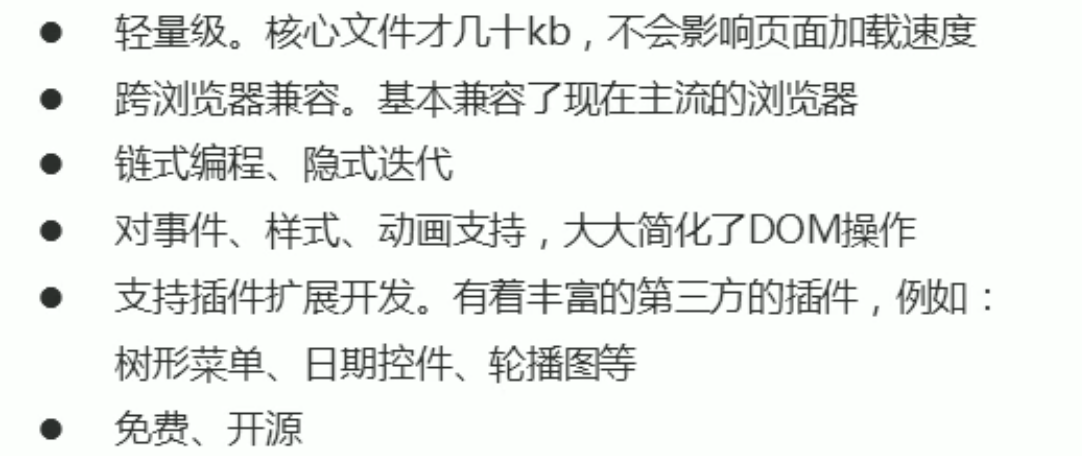 ● 轻量级。核心文件才几十kb，不会影响页面加载速度
● 跨浏览器兼容。基本兼容了现在主流的浏览器
● 链式编程、隐式迭代
● 对事件、样式、动画支持，大大简化了DOM操作
● 支持插件扩展开发。有着丰富的第三方的插件，例如：
树形菜单、日期控件、轮播图等
● 免费、开源